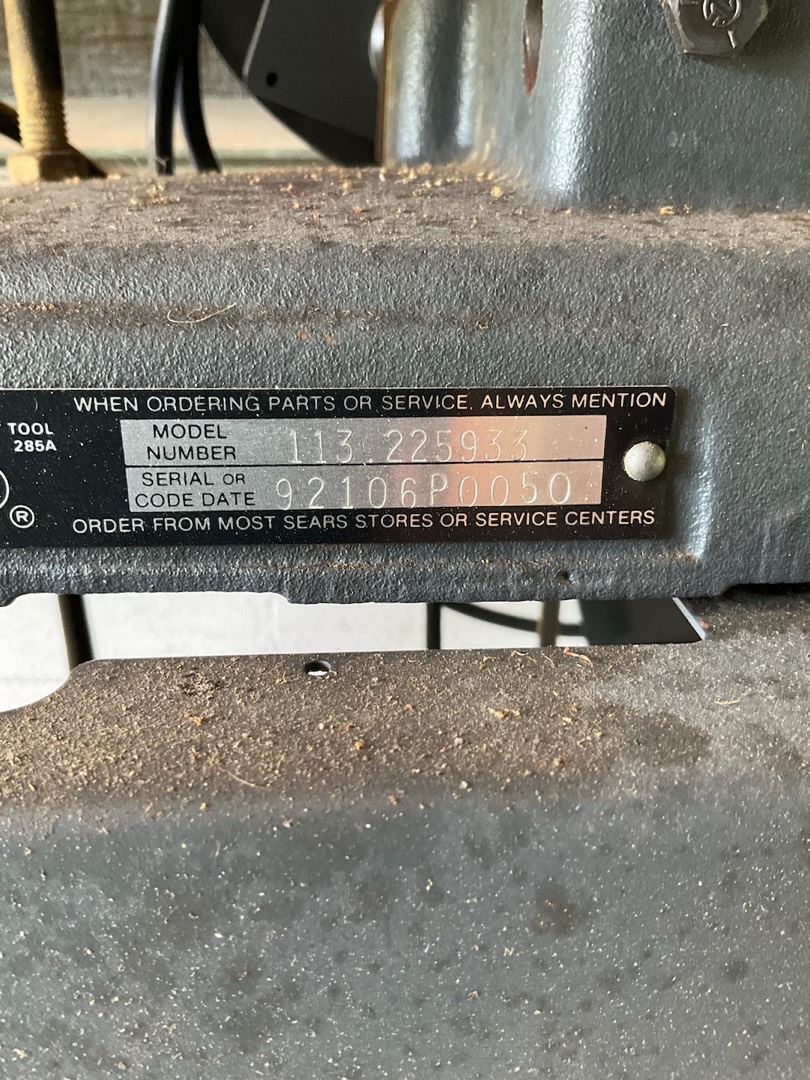 WHEN ORDERING PARTS OR SERVICE, ALWAYS MENTION
TOOL
285A
MODEL
NUMBER 113.225933
SERIAL OR
CODE DATE 92106P0050
®
ORDER FROM MOST SEARS STORES OR SERVICE CENTERS